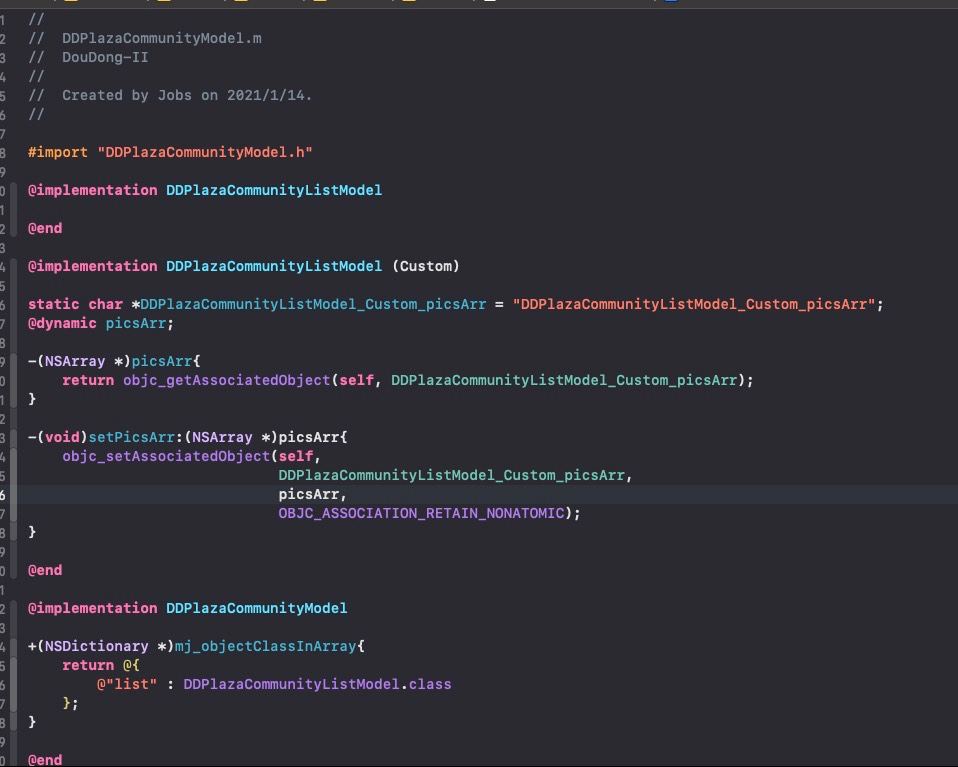 1 //
2 //  DDPlazaCommunityModel.m
3 //  DouDong-II
4 //
5 //  Created by Jobs on 2021/1/14.
6 //
7
8 #import "DDPlazaCommunityModel.h"
9
0 @implementation DDPlazaCommunityListModel
1
2 @end
3
4 @implementation DDPlazaCommunityListModel (Custom)
5
6 static char *DDPlazaCommunityListModel_Custom_picsArr = "DDPlazaCommunityListModel_Custom_picsArr";
7 @dynamic picsArr;
8
9 -(NSArray *)picsArr{
0     return objc_getAssociatedObject(self, DDPlazaCommunityListModel_Custom_picsArr);
1 }
2
3 -(void)setPicsArr:(NSArray *)picsArr{
4     objc_setAssociatedObject(self,
5                              DDPlazaCommunityListModel_Custom_picsArr,
6                              picsArr,
7                              OBJC_ASSOCIATION_RETAIN_NONATOMIC);
8 }
9
0 @end
1
2 @implementation DDPlazaCommunityModel
3
4 +(NSDictionary *)mj_objectClassInArray{
5     return @{
6         @"list" : DDPlazaCommunityListModel.class
7     };
8 }
9
0 @end